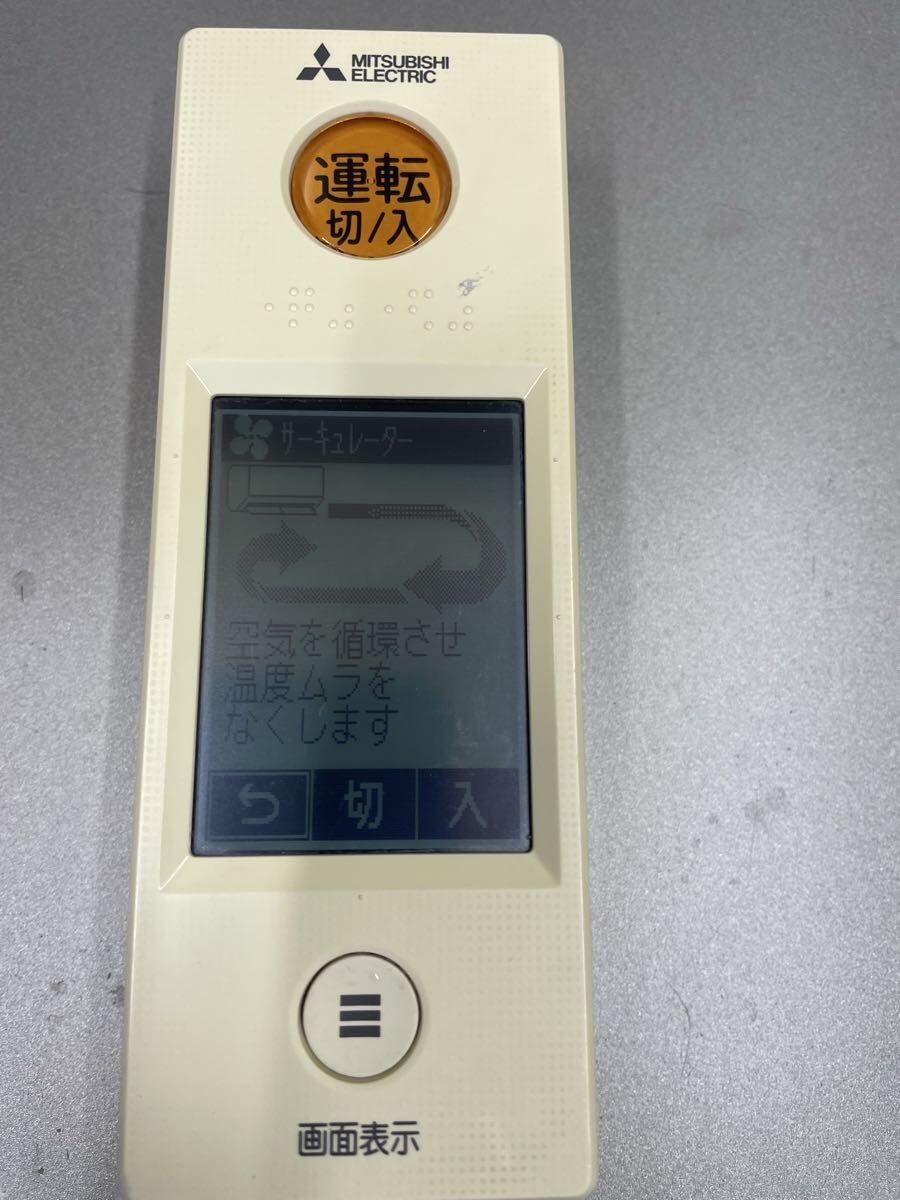 MITSUBISHI
ELECTRIC
運転
切/入
サーキュレーター
空気を循環させ
温度ムラを
なくします
切 入
画面表示